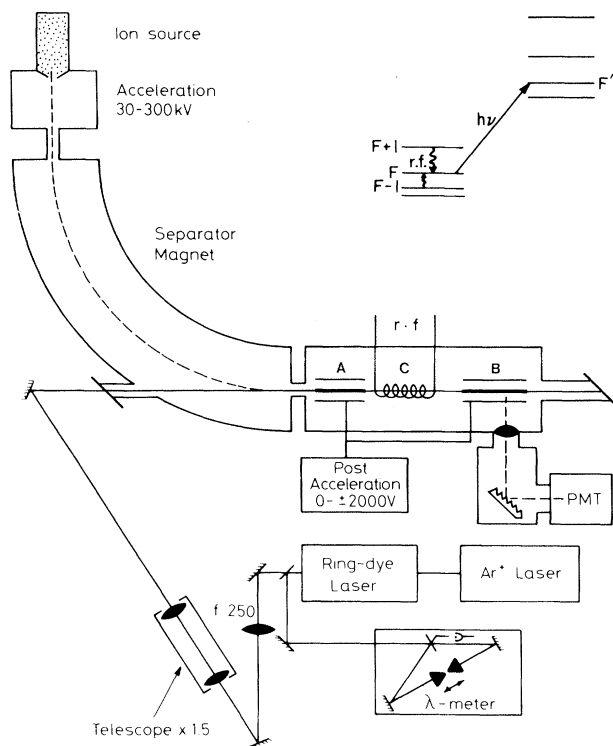 Ion source
Acceleration
30-300kV
F'
hν
F+1
r.f.
F
F-1
Separator
Magnet
r·f
A
C
B
Post
Acceleration
0-±2000V
PMT
Ring-dye
Laser
Ar+ Laser
f 250
λ-meter
Telescope x 1.5